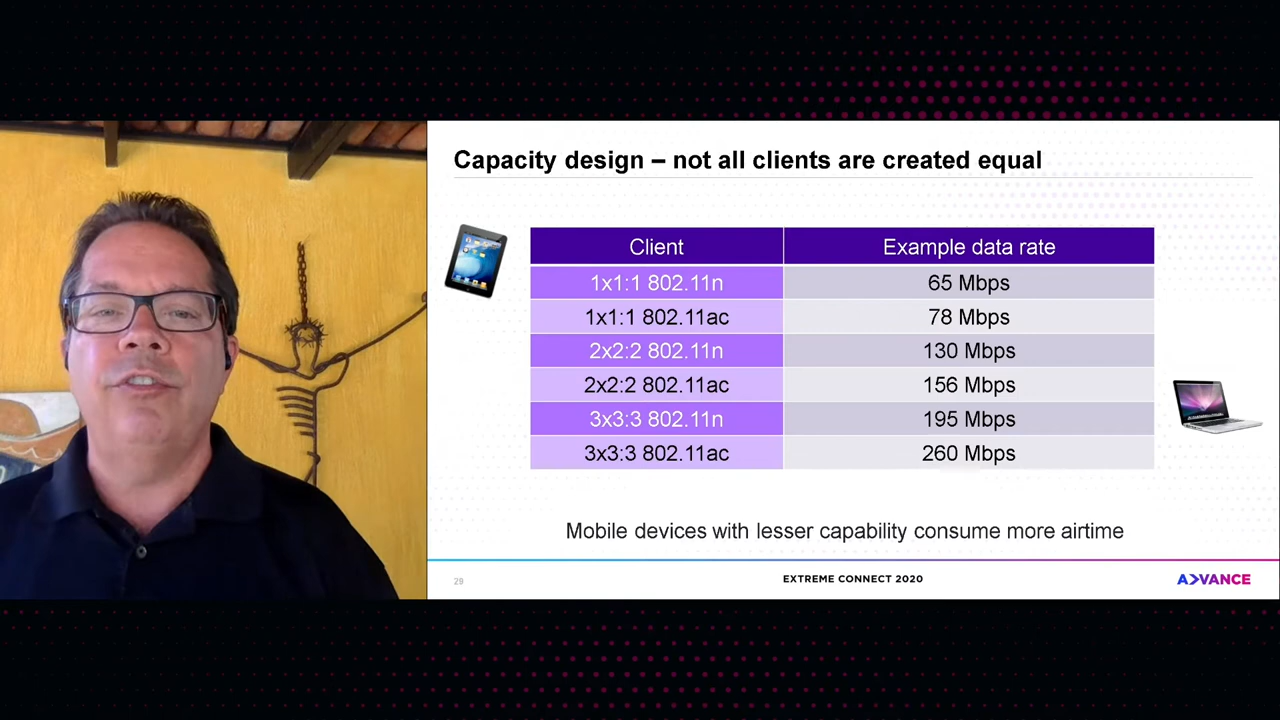 Capacity design – not all clients are created equal
Client Example data rate
1x1:1 802.11n 65 Mbps
1x1:1 802.11ac 78 Mbps
2x2:2 802.11n 130 Mbps
2x2:2 802.11ac 156 Mbps
3x3:3 802.11n 195 Mbps
3x3:3 802.11ac 260 Mbps
Mobile devices with lesser capability consume more airtime
29 EXTREME CONNECT 2020 A>VANCE